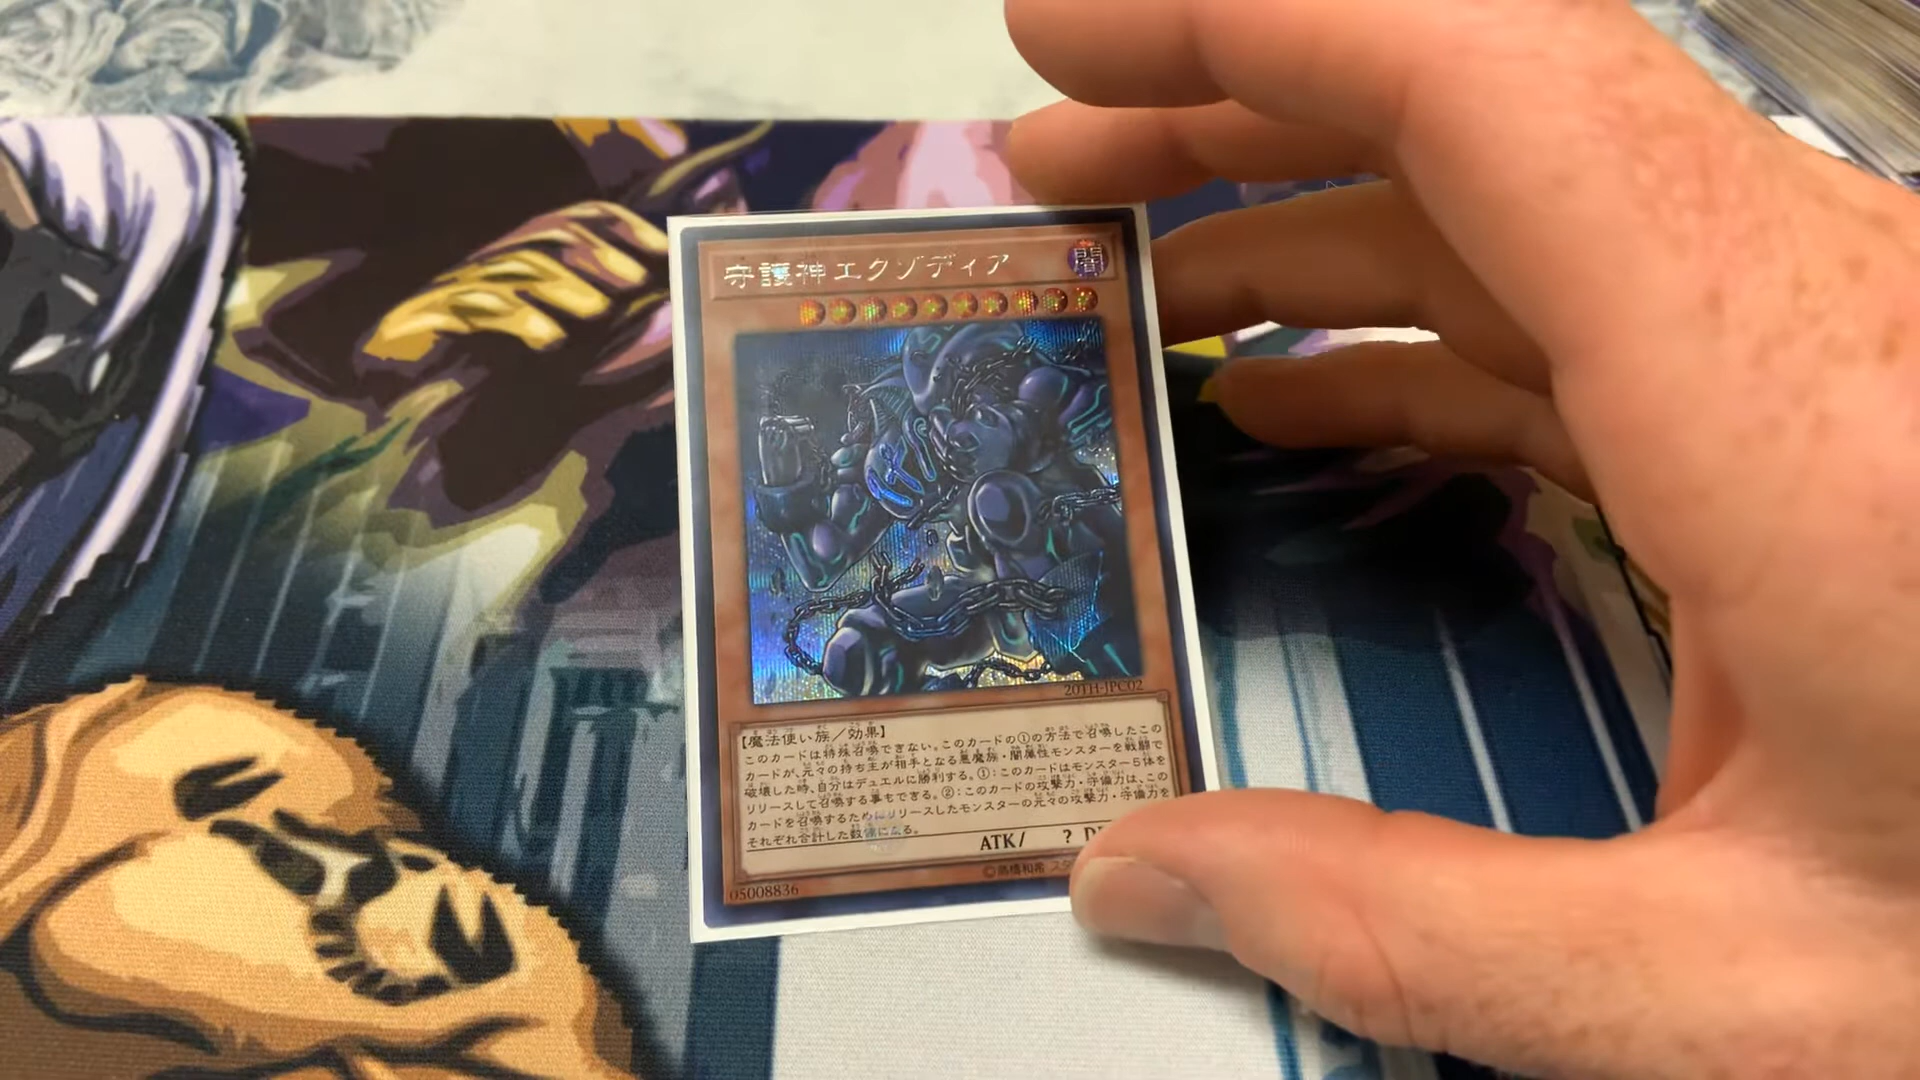 守護神エクゾディア
闇
20TH-JPC02
【魔法使い族/効果】
このカードは特殊召喚できない。このカードの①の方法で召喚したこの
カードが、元々の持ち主が相手となる悪魔族・闇属性モンスターを戦闘で
破壊した時、自分はデュエルに勝利する。①:このカードはモンスター5体を
リリースして召喚する事もできる。②:このカードの攻撃力・守備力は、この
カードを召喚するためにリリースしたモンスターの元々の攻撃力・守備力を
それぞれ合計した数値になる。
ATK/ ?
05008836
©高橋和希 スタ